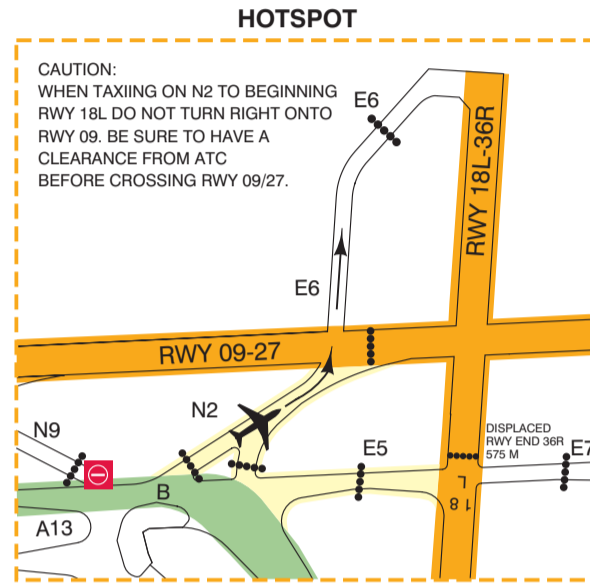 HOTSPOT
CAUTION:
WHEN TAXIING ON N2 TO BEGINNING
RWY 18L DO NOT TURN RIGHT ONTO
RWY 09. BE SURE TO HAVE A
CLEARANCE FROM ATC
BEFORE CROSSING RWY 09/27.
E6
RWY 18L-36R
E6
RWY 09-27
N2
N9
DISPLACED
RWY END 36R
575 M
E5
E7
B
L
18
A13